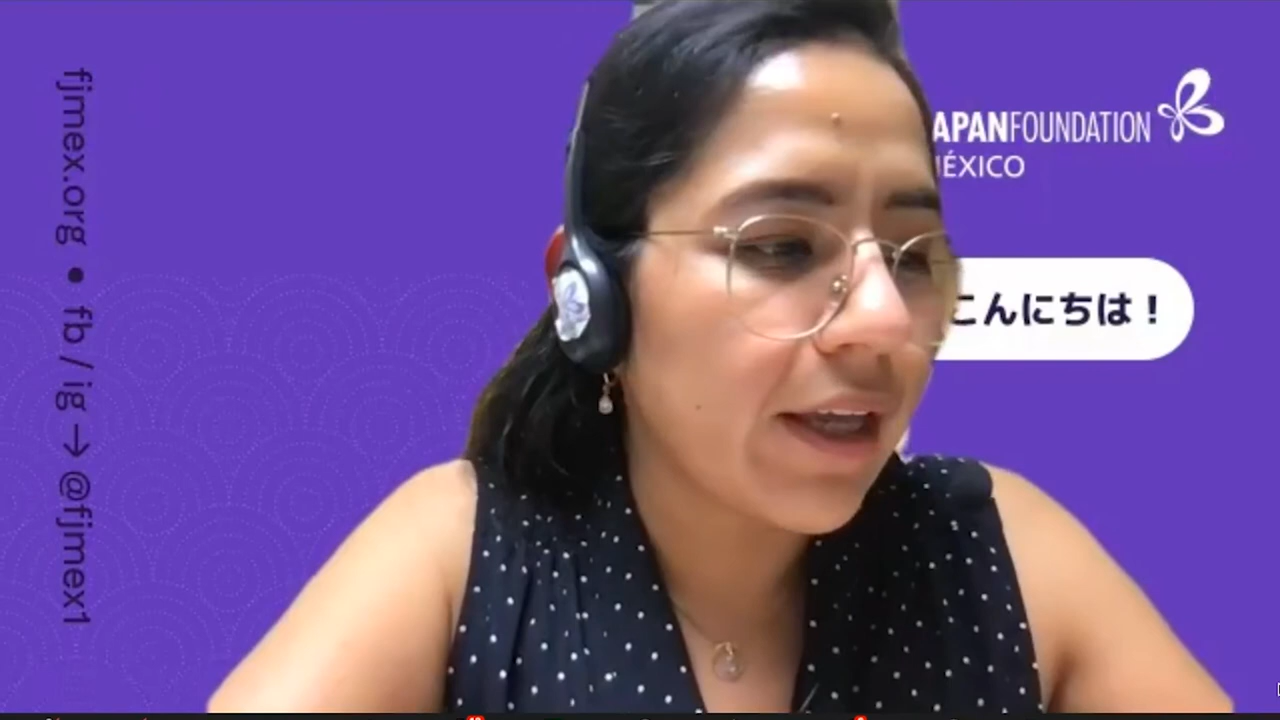 fjmex.org • fb / ig → @fjmex1
APANFOUNDATION
ÉXICO
こんにちは！